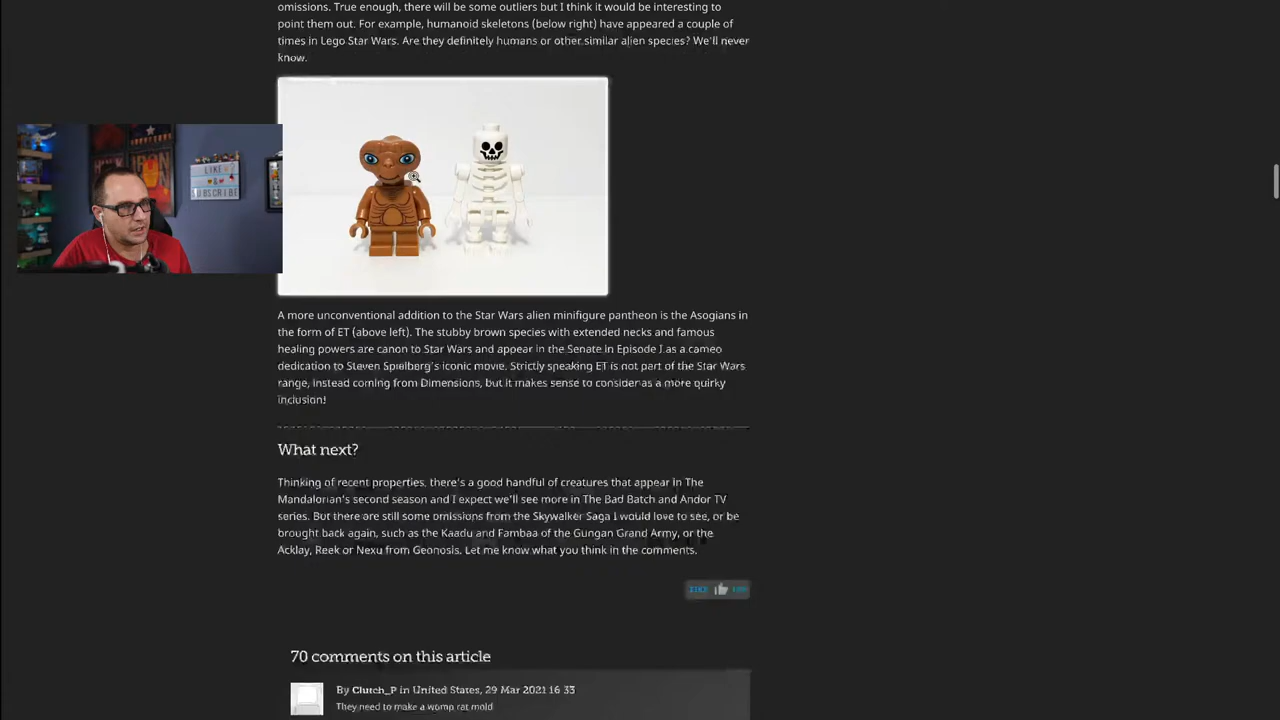 omissions. True enough, there will be some outliers but I think it would be interesting to
point them out. For example, humanoid skeletons (below right) have appeared a couple of
times in Lego Star Wars. Are they definitely humans or other similar alien species? We'll never
know.
LIKE
UBSCRIBE
A more unconventional addition to the Star Wars alien minifigure pantheon is the Asogians in
the form of ET (above left). The stubby brown species with extended necks and famous
healing powers are canon to Star Wars and appear in the Senate in Episode I as a cameo
dedication to Steven Spielberg's iconic movie. Strictly speaking ET is not part of the Star Wars
range, instead coming from Dimensions, but it makes sense to consider as a more quirky
inclusion!
What next?
Thinking of recent properties, there's a good handful of creatures that appear in The
Mandalorian's second season and I expect we'll see more in The Bad Batch and Andor TV
series. But there are still some omissions from the Skywalker Saga I would love to see, or be
brought back again, such as the Kaadu and Fambaa of the Gungan Grand Army, or the
Acklay, Reek or Nexu from Geonosis. Let me know what you think in the comments.
70 comments on this article
By Clutch_P in United States, 29 Mar 2021 16 33
They need to make a womp rat mold